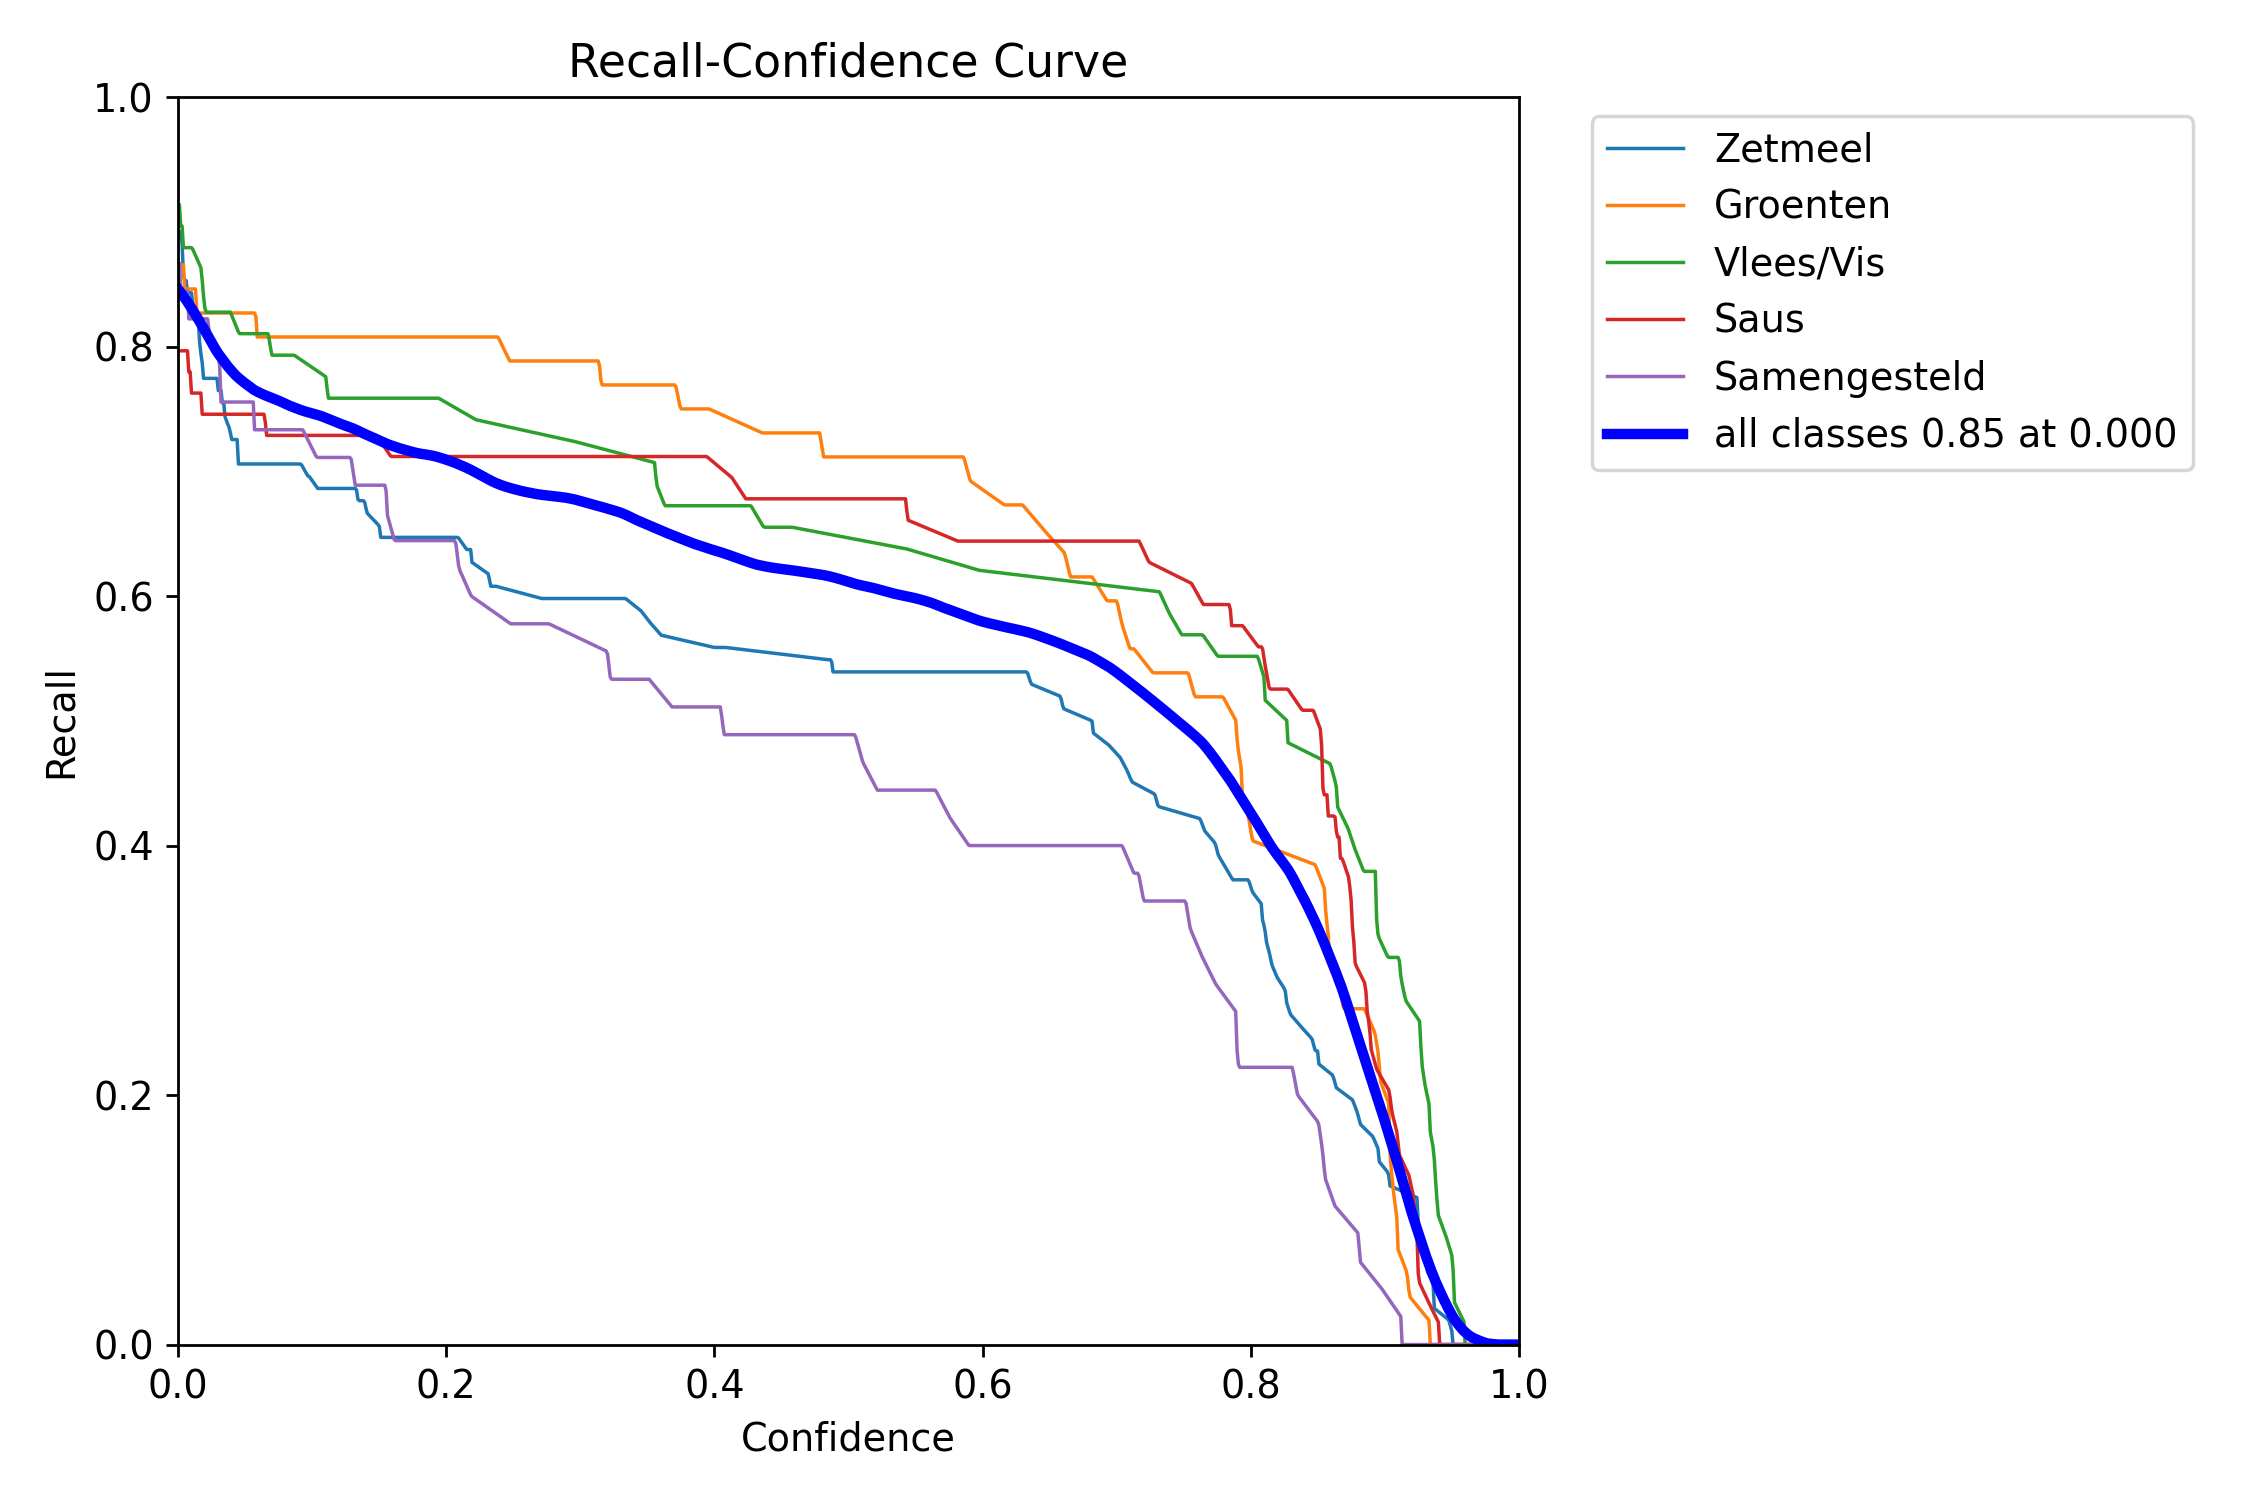 Recall-Confidence Curve
1.0
0.8
0.6
0.4
0.2
0.0
Recall
0.0 0.2 0.4 0.6 0.8 1.0
Confidence
Zetmeel
Groenten
Vlees/Vis
Saus
Samengesteld
all classes 0.85 at 0.000